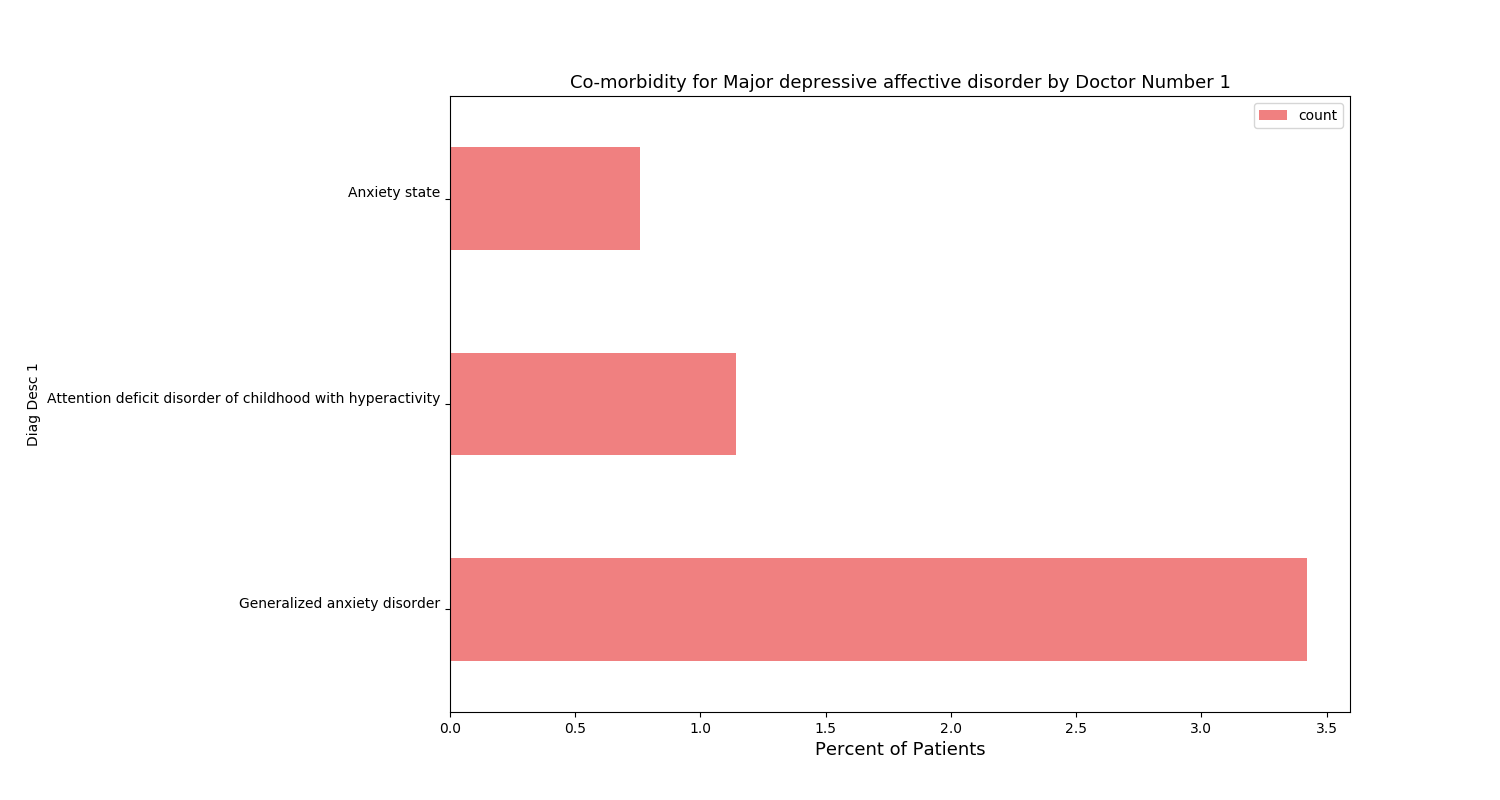 Co-morbidity for Major depressive affective disorder by Doctor Number 1
count
Anxiety state
Attention deficit disorder of childhood with hyperactivity
Generalized anxiety disorder
Diag Desc 1
0.0 0.5 1.0 1.5 2.0 2.5 3.0 3.5
Percent of Patients